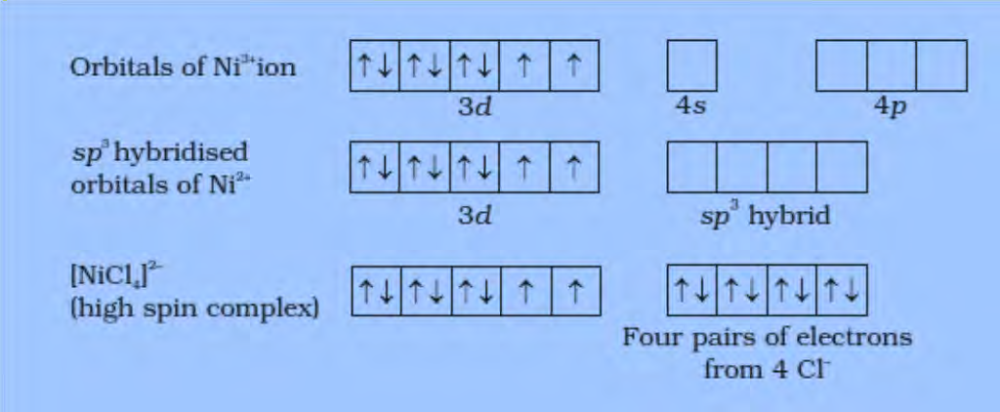 Orbitals of Ni³⁺ion
↑↓ ↑↓ ↑↓ ↑ ↑
3d
4s
4p
sp³ hybridised
orbitals of Ni²⁺
↑↓ ↑↓ ↑↓ ↑ ↑
3d
sp³ hybrid
[NiCl₄]²⁻
(high spin complex)
↑↓ ↑↓ ↑↓ ↑ ↑
↑↓ ↑↓ ↑↓ ↑↓
Four pairs of electrons
from 4 Cl⁻